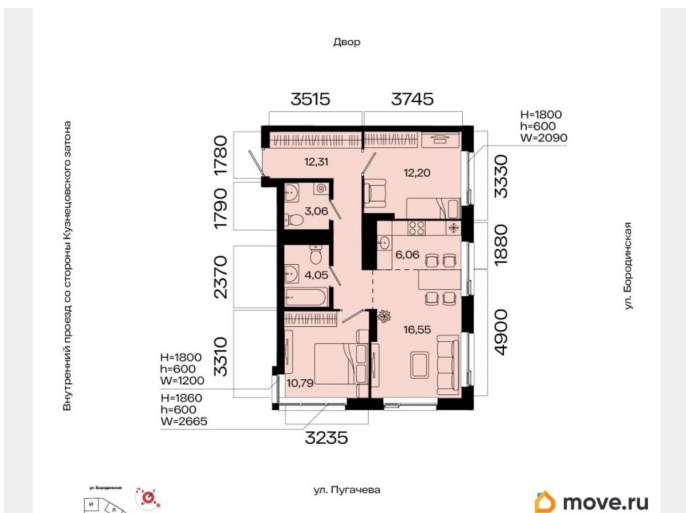 Двор
3515
3745
H=1800
h=600
W=2090
1780
12,31
12,20
3330
Внутренний проезд со стороны Кузнецовского затона
1790
3,06
6,06
1880
ул. Бородинская
2370
4,05
16,55
4900
3310
H=1800
h=600
W=1200
10,79
H=1860
h=600
W=2665
3235
ул. Бородинская
ул. Пугачева
move.ru